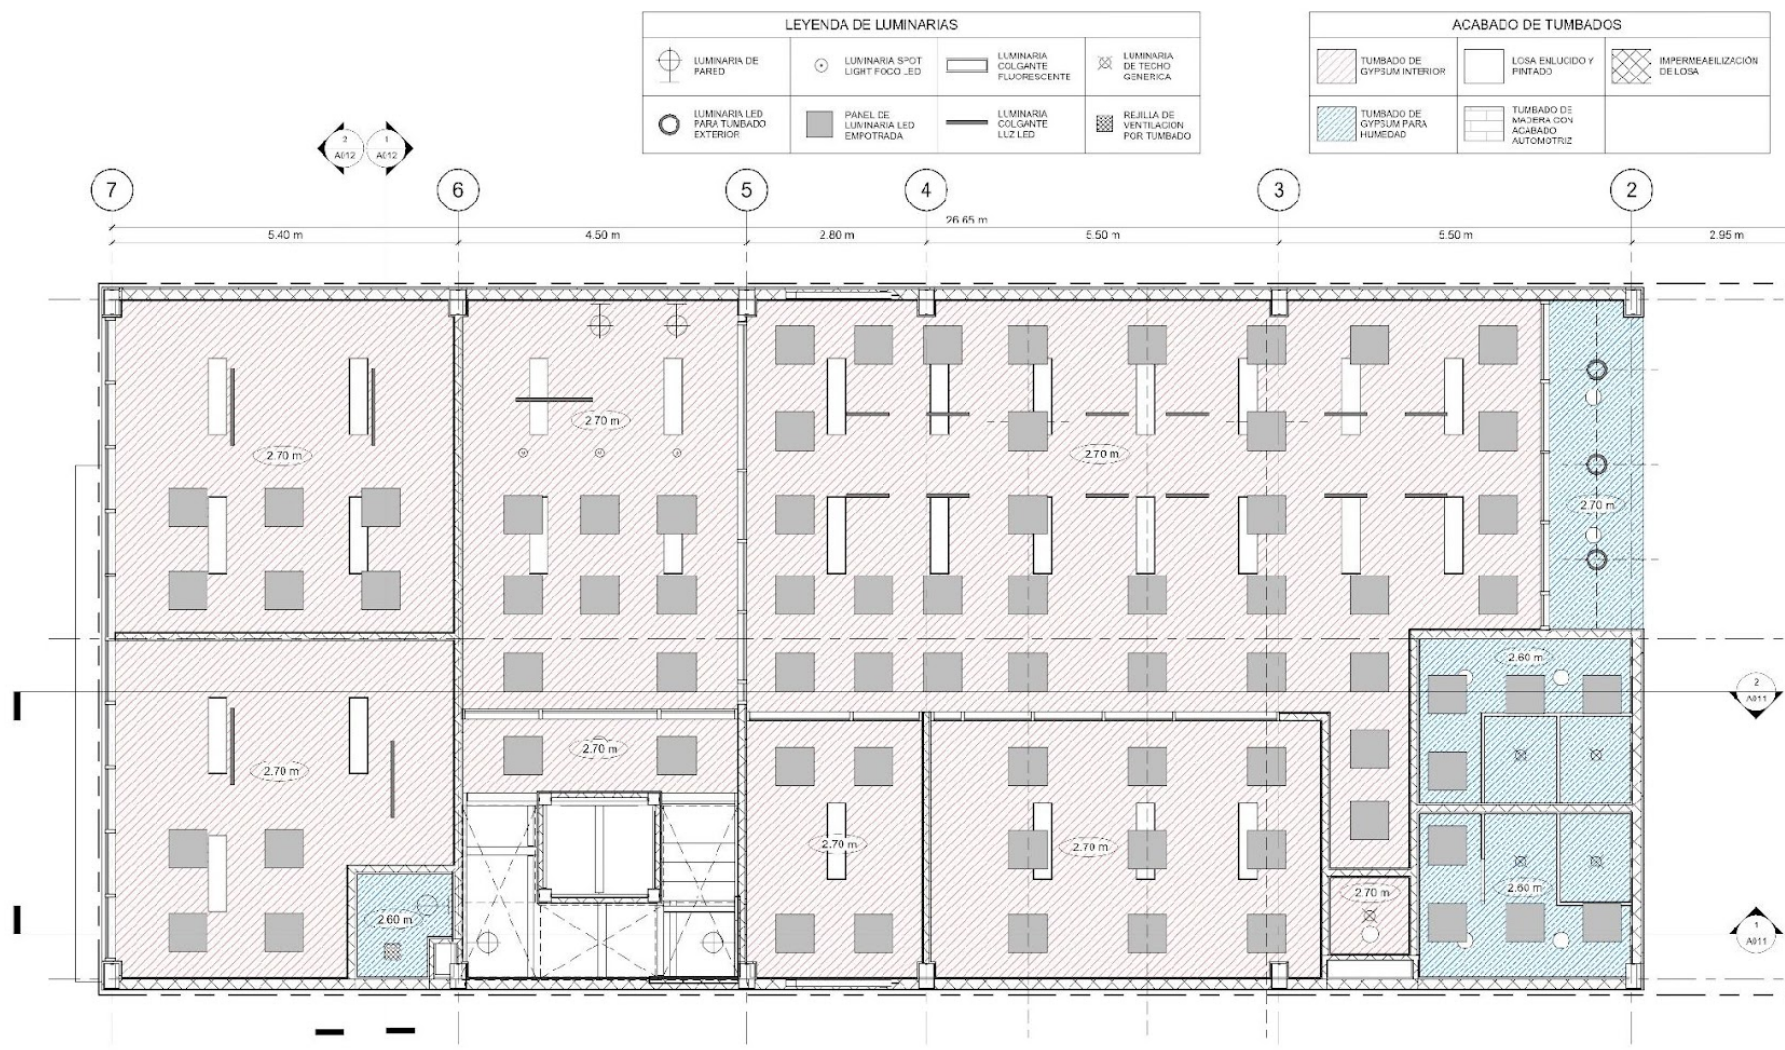 LEYENDA DE LUMINARIAS
LUMINARIA DE
PARED
LUMINARIA SPOT
LIGHT FOCO LED
LUMINARIA
COLGANTE
FLUORESCENTE
LUMINARIA
DE TECHO
GENERICA
LUMINARIA LED
PARA TUMBADO
EXTERIOR
PANEL DE
LUMINARIA LED
EMPOTRADA
LUMINARIA
COLGANTE
LUZ LED
REJILLA DE
VENTILACION
POR TUMBADO
ACABADO DE TUMBADOS
TUMBADO DE
GYPSUM INTERIOR
LOSA ENLUCIDO Y
PINTADO
IMPERMEABILIZACIÓN
DE LOSA
TUMBADO DE
GYPSUM PARA
HUMEDAD
TUMBADO DE
MADERA CON
ACABADO
AUTOMOTRIZ
2
A012
1
A012
7
6
5
4
3
2
26.65 m
5.40 m
4.50 m
2.80 m
5.50 m
5.50 m
2.95 m
2.70 m
2.70 m
2.70 m
2.70 m
2.60 m
2
A011
2.70 m
2.70 m
2.70 m
2.70 m
2.70 m
2.60 m
2.60 m
1
A011